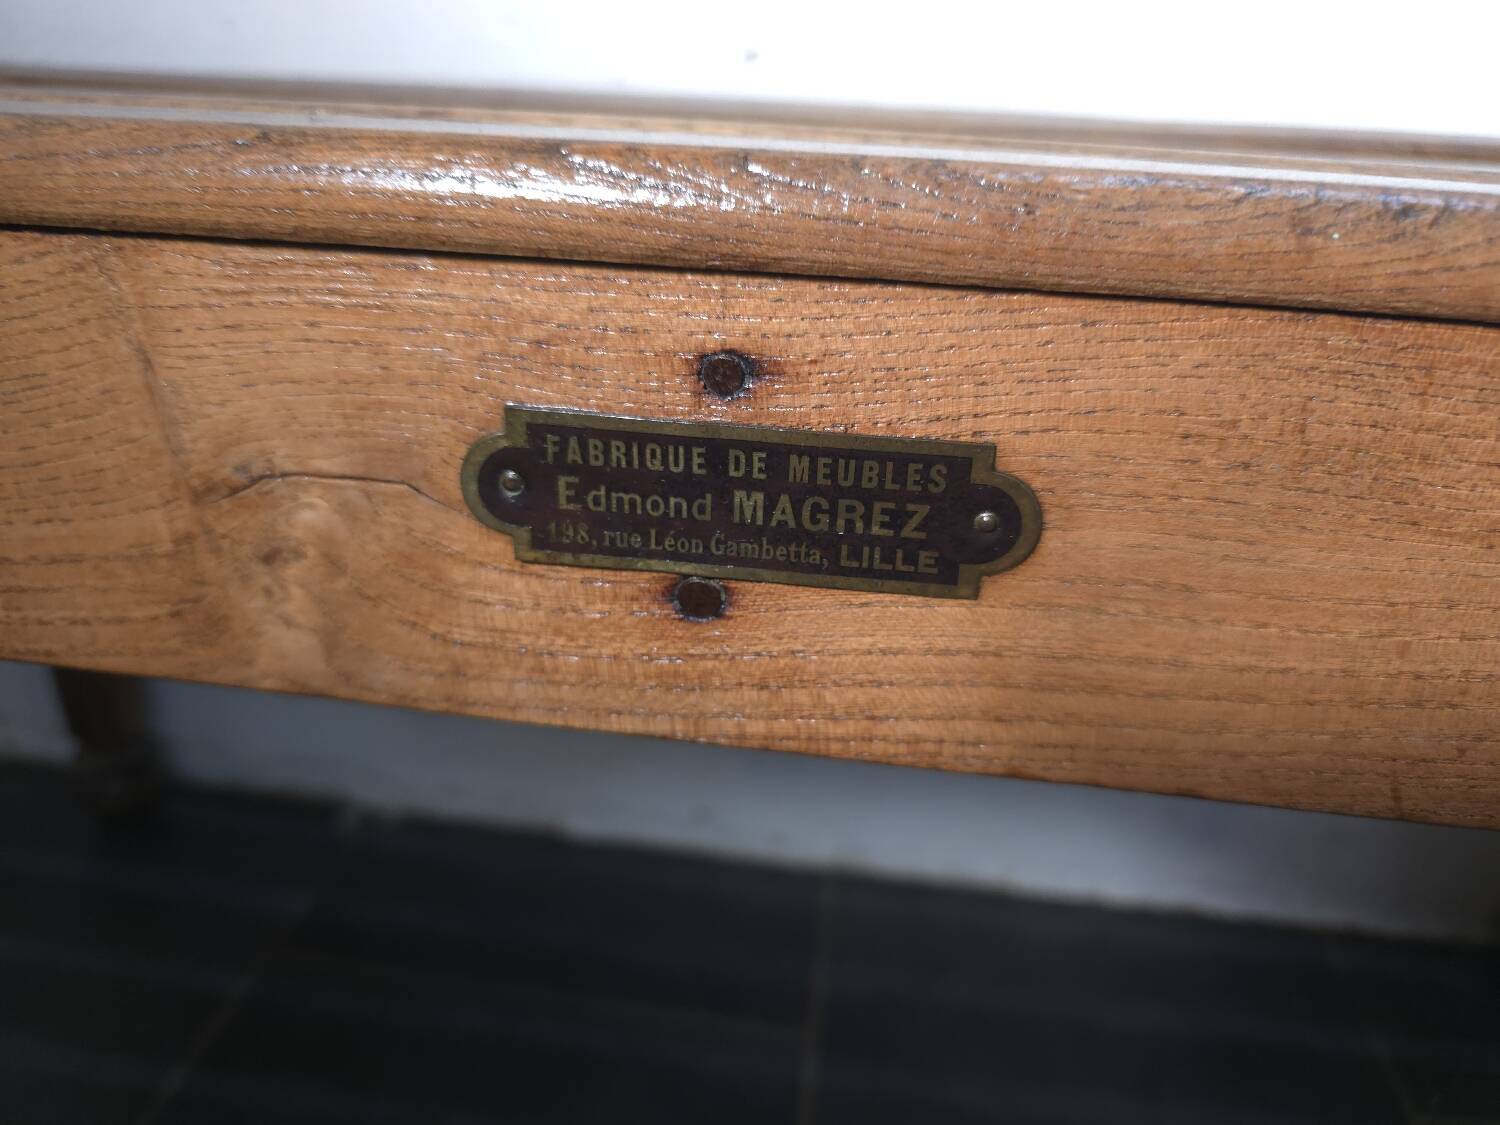 FABRIQUE DE MEUBLES
Edmond MAGREZ
198, rue Léon Gambetta, LILLE